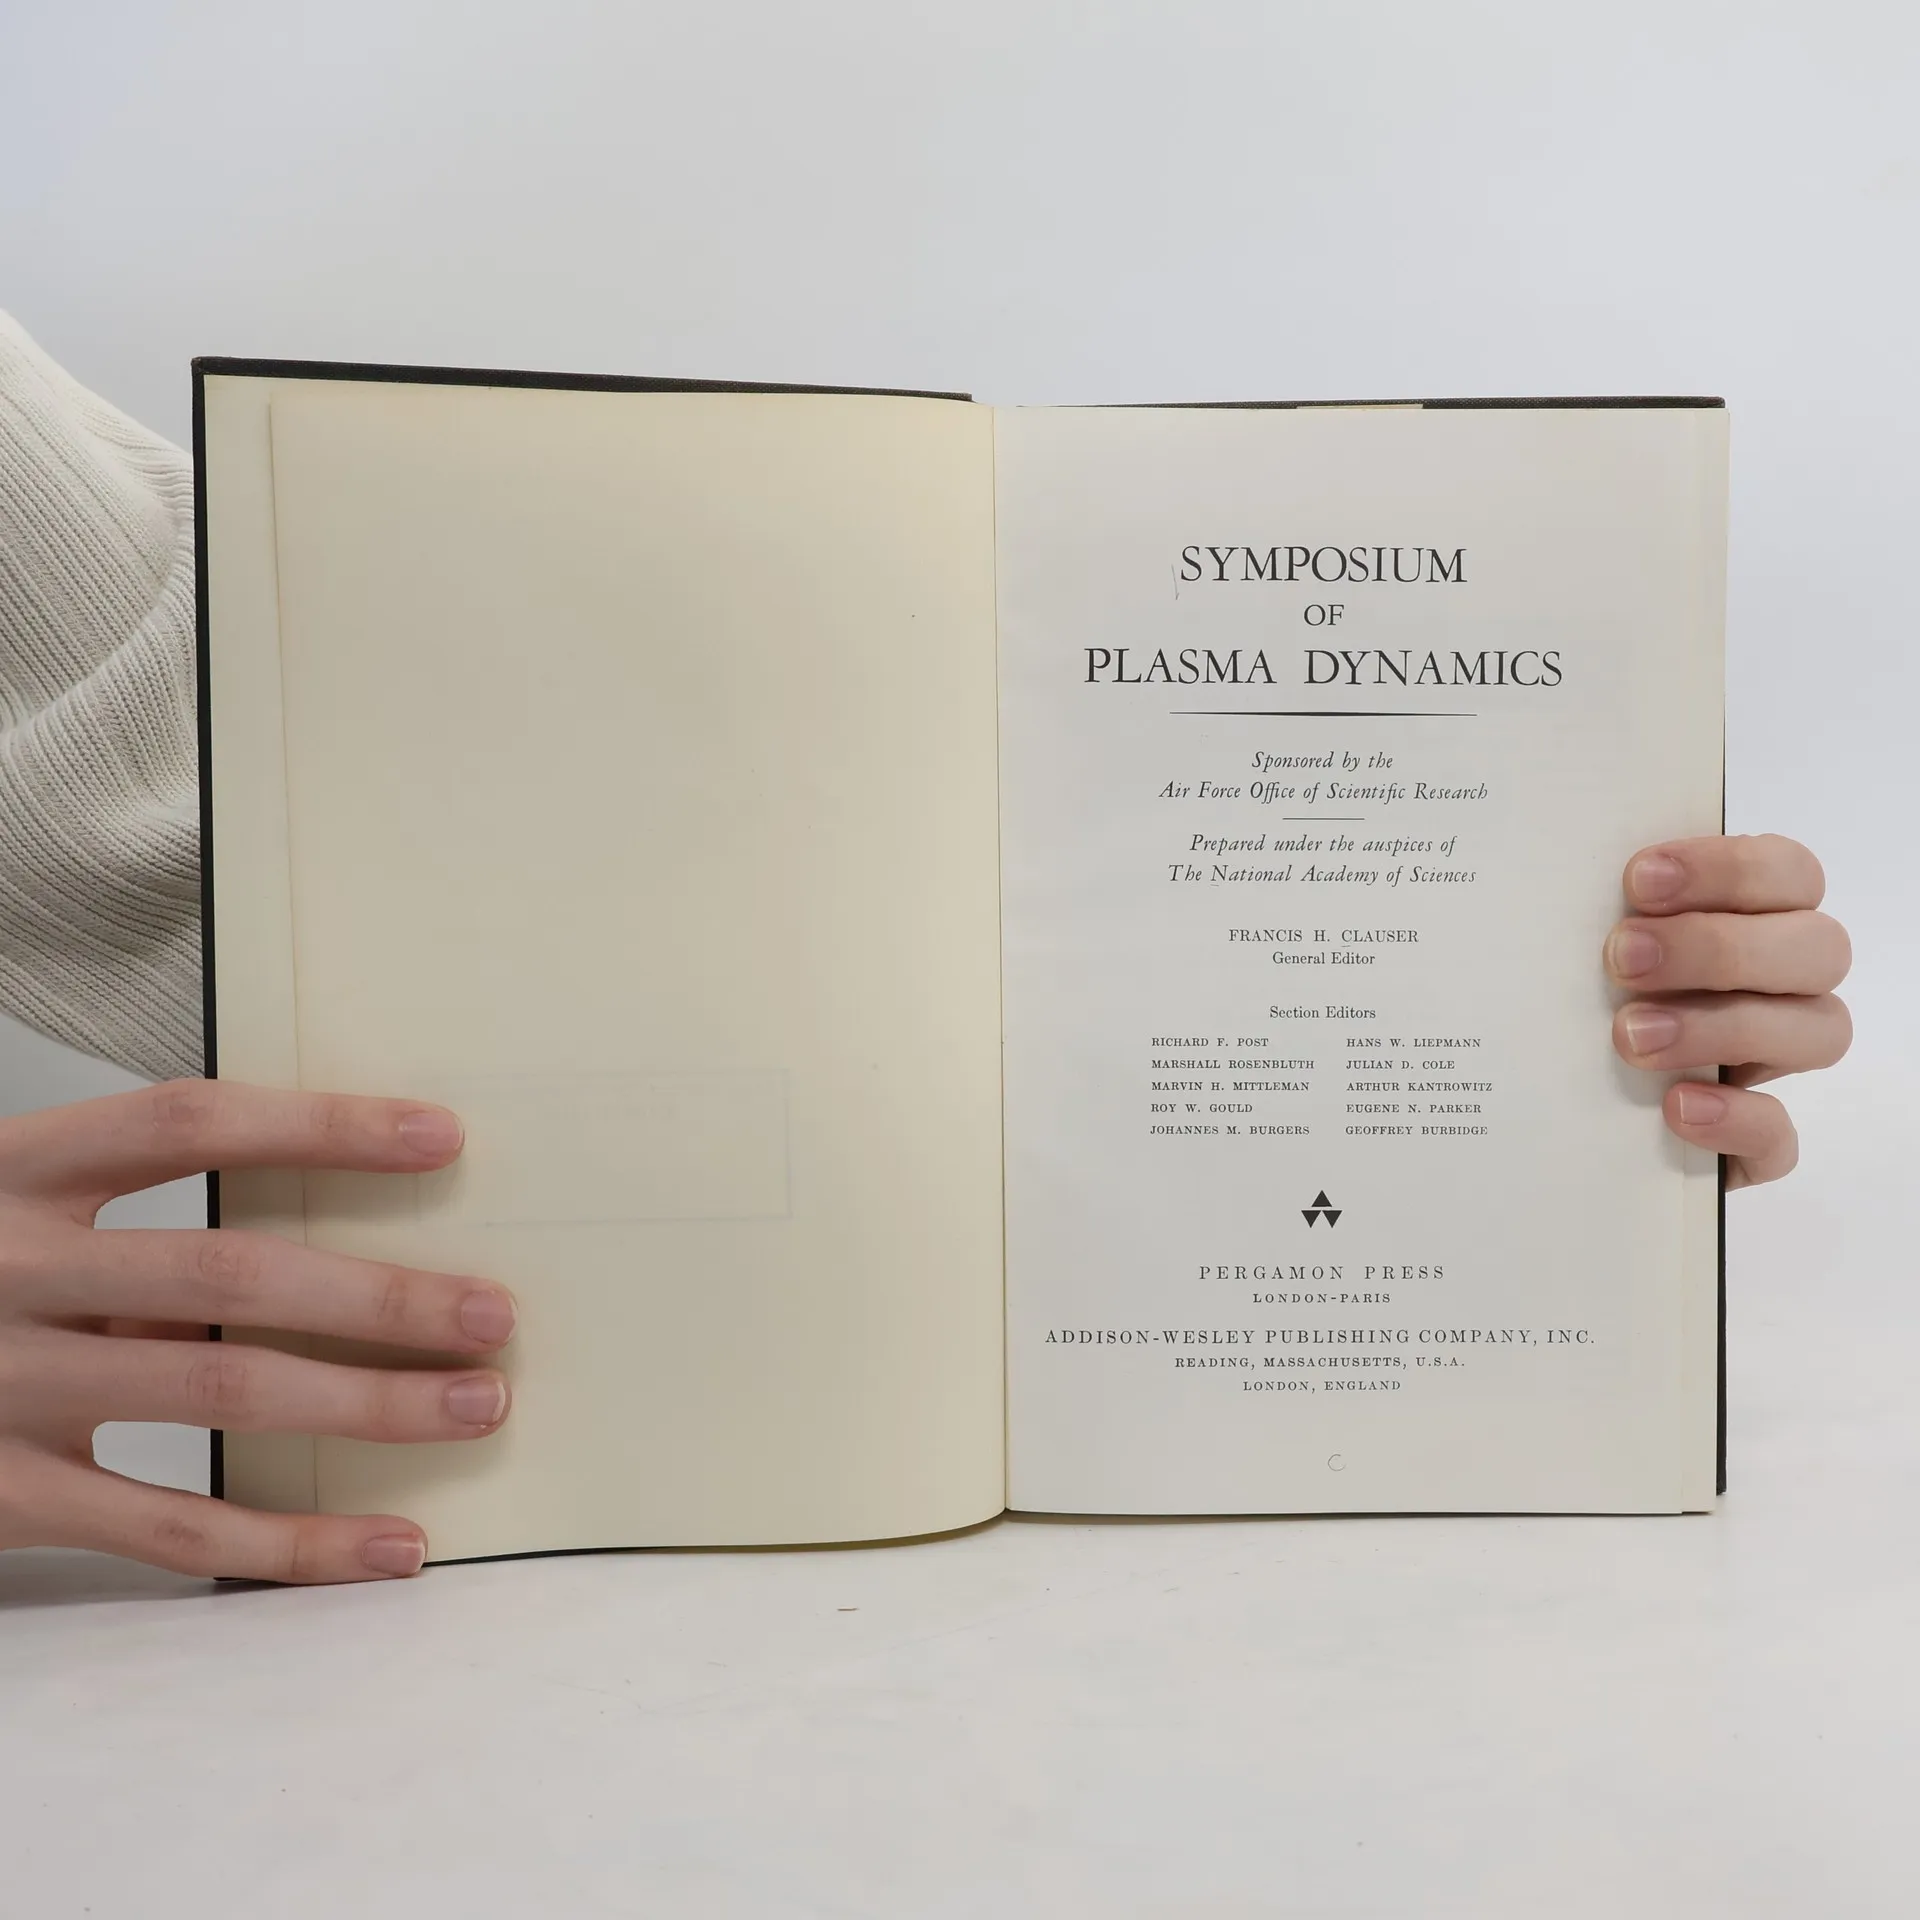 SYMPOSIUM
OF
PLASMA DYNAMICS
Sponsored by the
Air Force Office of Scientific Research
Prepared under the auspices of
The National Academy of Sciences
FRANCIS H. CLAUSER
General Editor
Section Editors
RICHARD F. POST
MARSHALL ROSENBLUTH
MARVIN H. MITTLEMAN
ROY W. GOULD
JOHANNES M. BURGERS
HANS W. LIEPMANN
JULIAN D. COLE
ARTHUR KANTROWITZ
EUGENE N. PARKER
GEOFFREY BURBIDGE
PERGAMON PRESS
LONDON-PARIS
ADDISON-WESLEY PUBLISHING COMPANY, INC.
READING, MASSACHUSETTS, U.S.A.
LONDON, ENGLAND
C